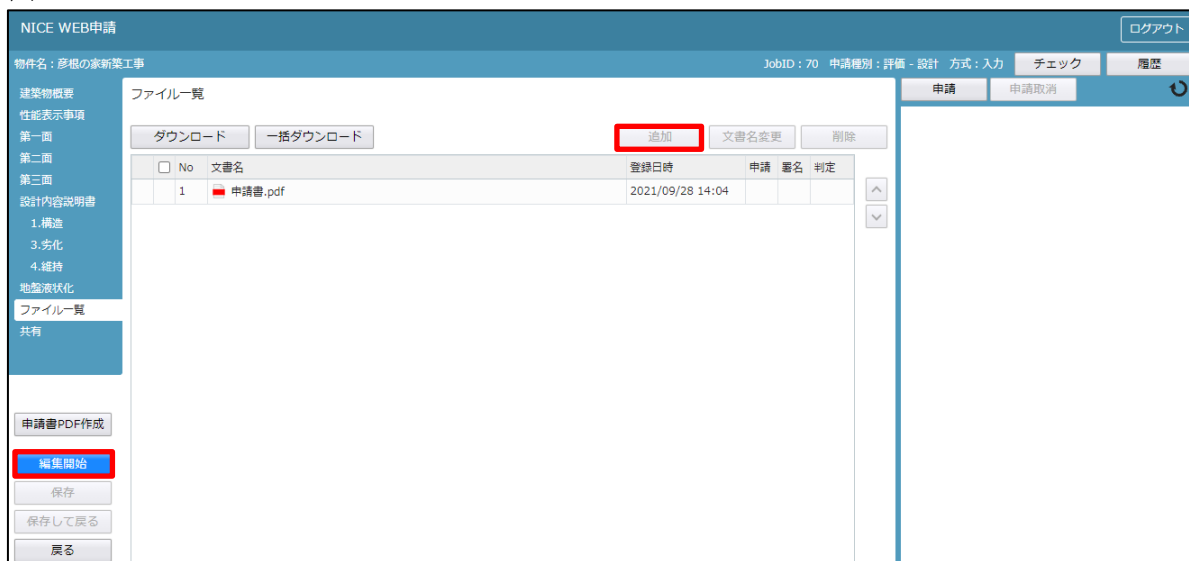 NICE WEB申請
ログアウト
物件名：彦根の家新築工事
JobID：70 申請種別：評価 - 設計 方式：入力
チェック
履歴
建築物概要
性能表示事項
第一面
第二面
第三面
設計内容説明書
1.構造
3.劣化
4.維持
地盤液状化
ファイル一覧
共有
申請書PDF作成
編集開始
保存
保存して戻る
戻る
ファイル一覧
ダウンロード 一括ダウンロード 追加 文書名変更 削除
No 文書名 登録日時 申請 署名 判定
1 申請書.pdf 2021/09/28 14:04
申請 申請取消